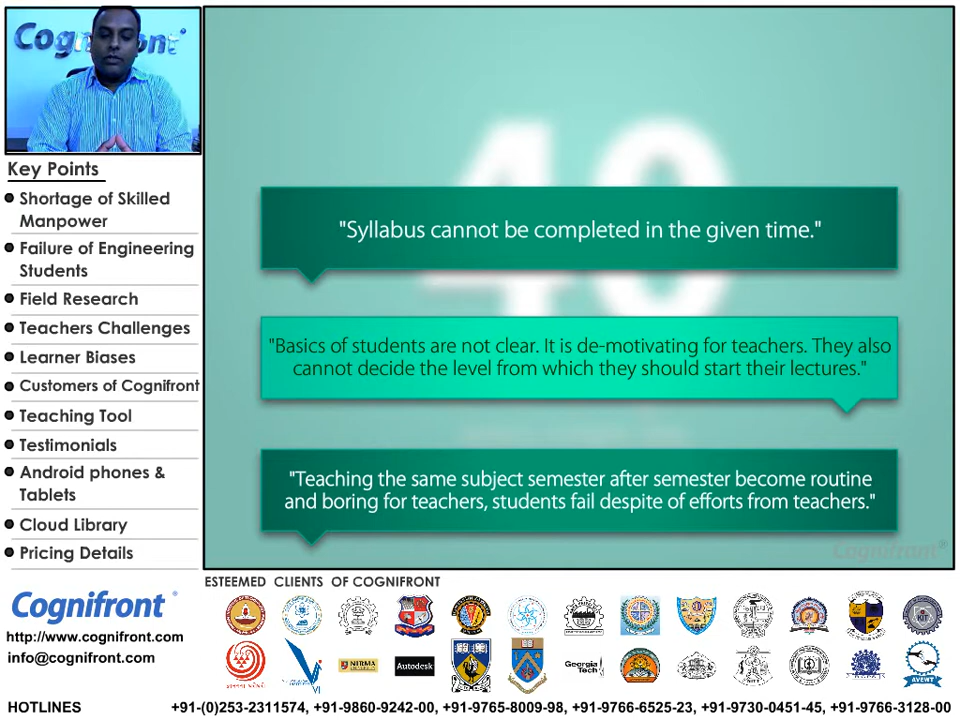 Cognifront
Key Points
Shortage of Skilled
Manpower
Failure of Engineering
Students
Field Research
Teachers Challenges
Learner Biases
Customers of Cognifront
Teaching Tool
Testimonials
Android phones &
Tablets
Cloud Library
Pricing Details
40
"Syllabus cannot be completed in the given time."
"Basics of students are not clear. It is de-motivating for teachers. They also
cannot decide the level from which they should start their lectures."
"Teaching the same subject semester after semester become routine
and boring for teachers, students fail despite of efforts from teachers."
Cognifront®
Cognifront®
http://www.cognifront.com
info@cognifront.com
ESTEEMED CLIENTS OF COGNIFRONT
KIT
VI
NIRMA
UNIVERSITY
Autodesk
Georgia
Tech
AVENT
HOTLINES +91-(0)253-2311574, +91-9860-9242-00, +91-9765-8009-98, +91-9766-6525-23, +91-9730-0451-45, +91-9766-3128-00